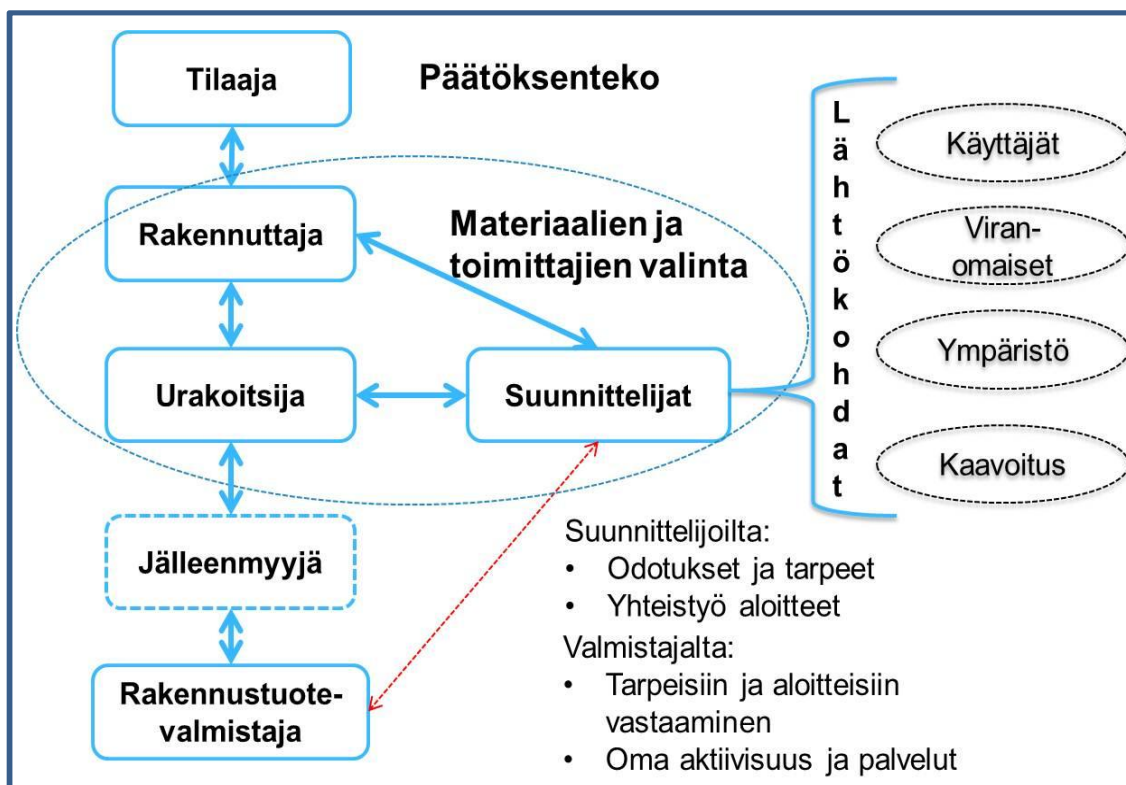 Tilaaja
Päätöksenteko
Rakennuttaja
Materiaalien ja
toimittajien valinta
Urakoitsija
Suunnittelijat
Jälleenmyyjä
Rakennustuote-
valmistaja
Lähtökohdat
Käyttäjät
Viran-
omaiset
Ympäristö
Kaavoitus
Suunnittelijoilta:
• Odotukset ja tarpeet
• Yhteistyö aloitteet
Valmistajalta:
• Tarpeisiin ja aloitteisiin
vastaaminen
• Oma aktiivisuus ja palvelut